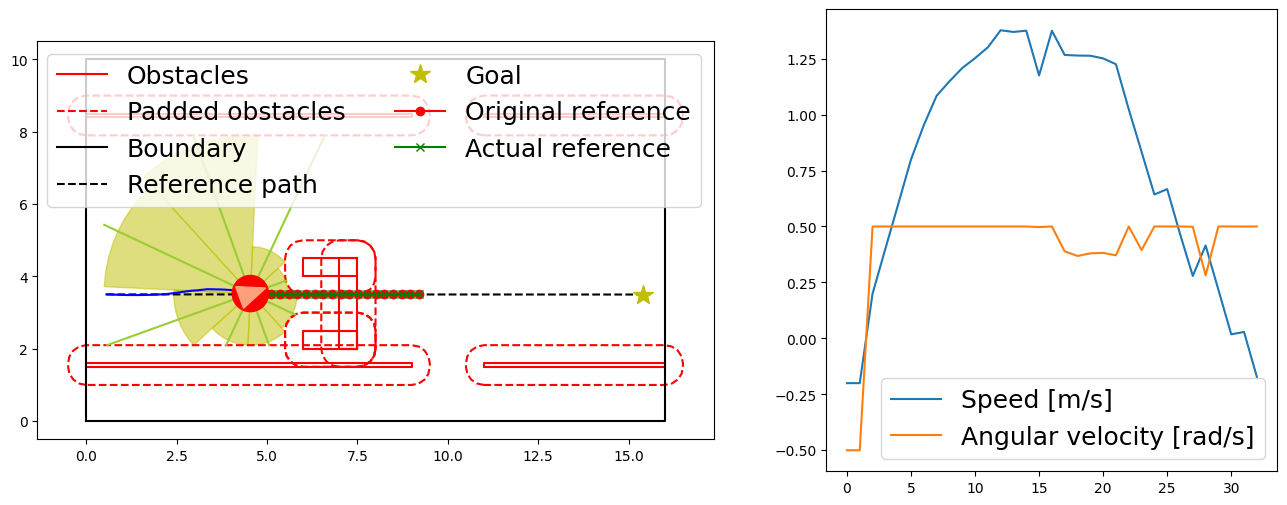 10
8
6
4
2
0
0.0 2.5 5.0 7.5 10.0 12.5 15.0
Obstacles
Padded obstacles
Boundary
Reference path
Goal
Original reference
Actual reference
1.25
1.00
0.75
0.50
0.25
0.00
−0.25
−0.50
0 5 10 15 20 25 30
Speed [m/s]
Angular velocity [rad/s]